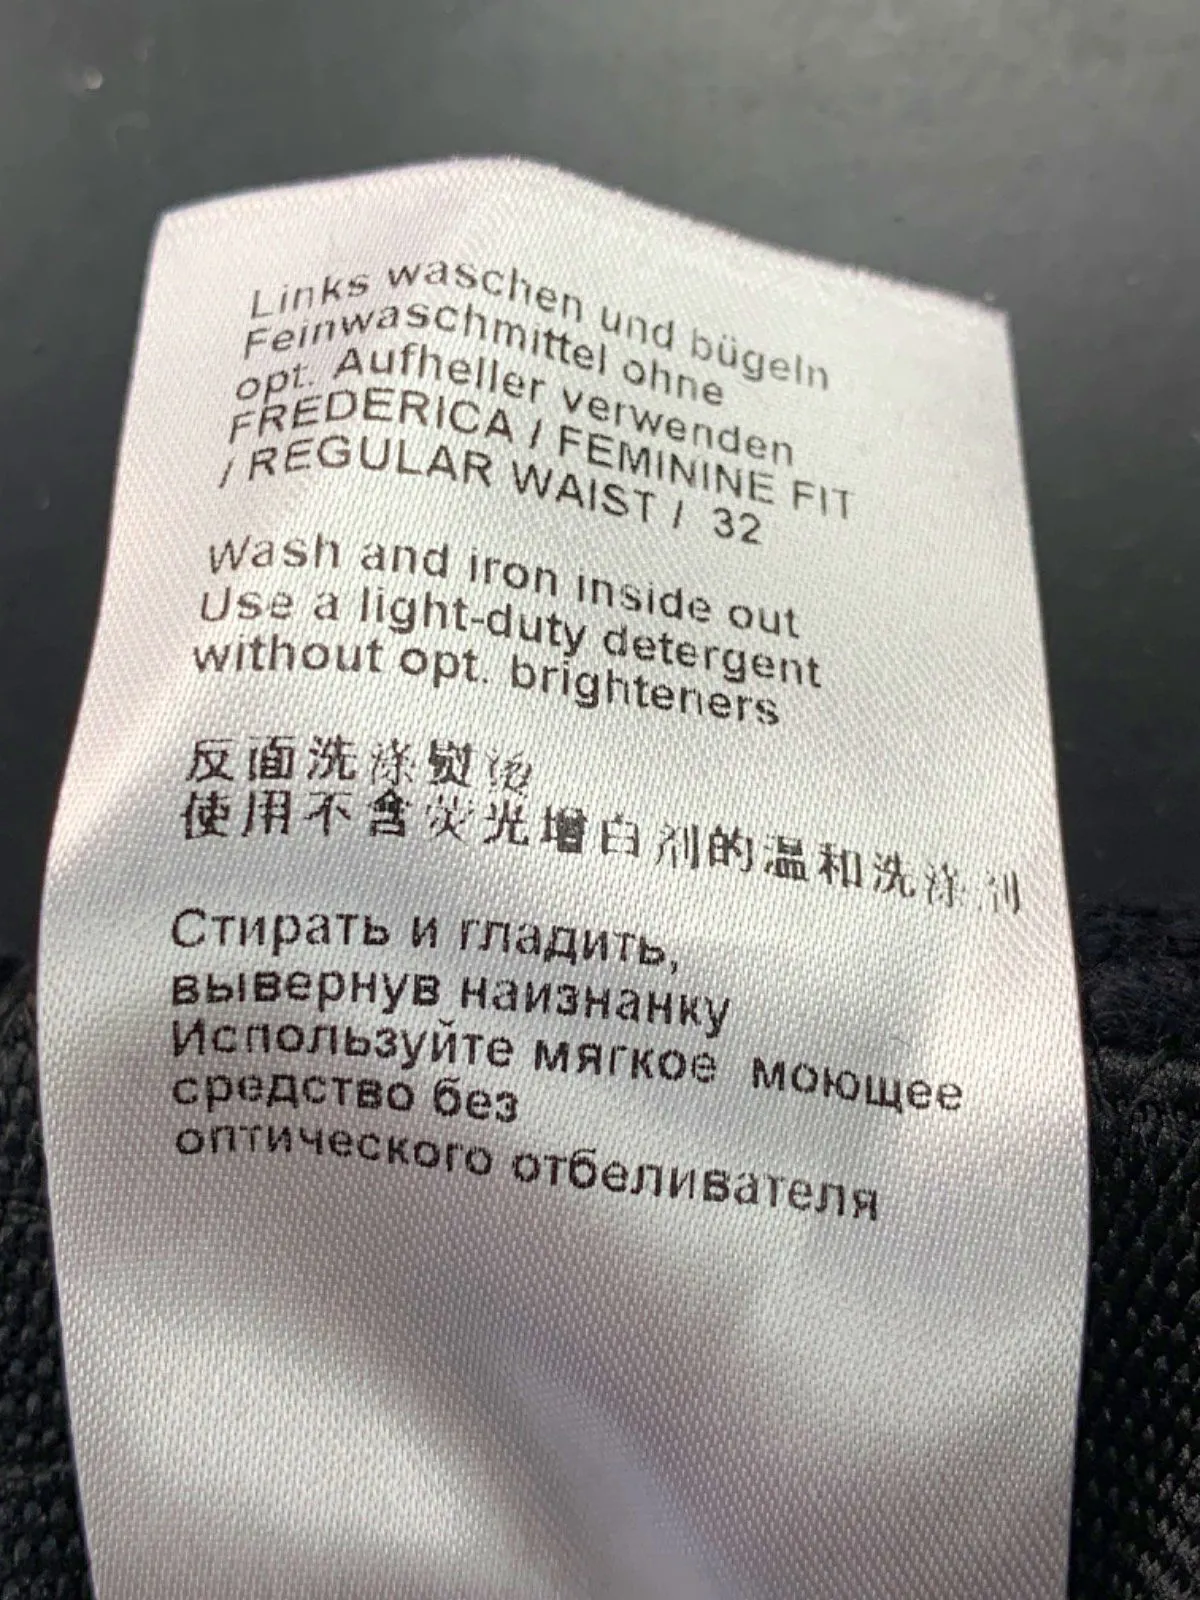 Links waschen und bügeln
Feinwaschmittel ohne
opt. Aufheller verwenden
FREDERICA / FEMININE FIT
/ REGULAR WAIST / 32
Wash and iron inside out
Use a light-duty detergent
without opt. brighteners
反面洗涤熨烫
使用不含荧光增白剂的温和洗涤剂
Стирать и гладить,
вывернув наизнанку
Используйте мягкое моющее
средство без
оптического отбеливателя